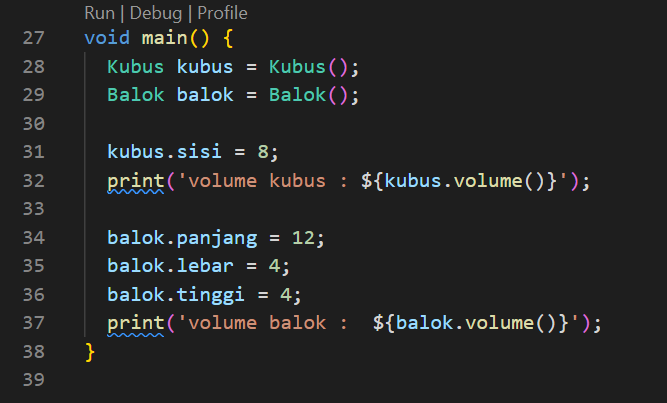 Run | Debug | Profile
27 void main() {
28 Kubus kubus = Kubus();
29 Balok balok = Balok();
30
31 kubus.sisi = 8;
32 print('volume kubus : ${kubus.volume()}');
33
34 balok.panjang = 12;
35 balok.lebar = 4;
36 balok.tinggi = 4;
37 print('volume balok :  ${balok.volume()}');
38 }
39